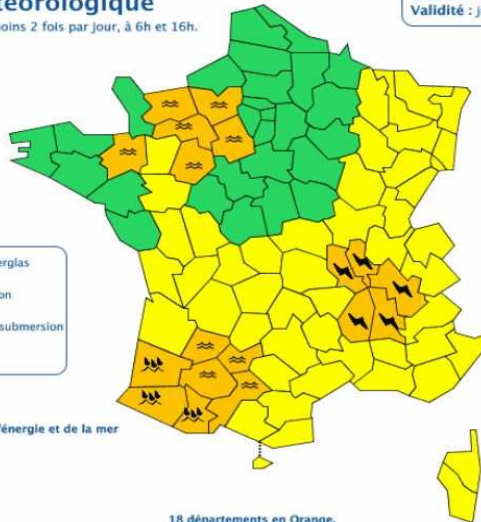 téorologique
oins 2 fois par jour, à 6h et 16h.
Validité : j
erglas
on
submersion
'énergie et de la mer
18 départements en Orange.